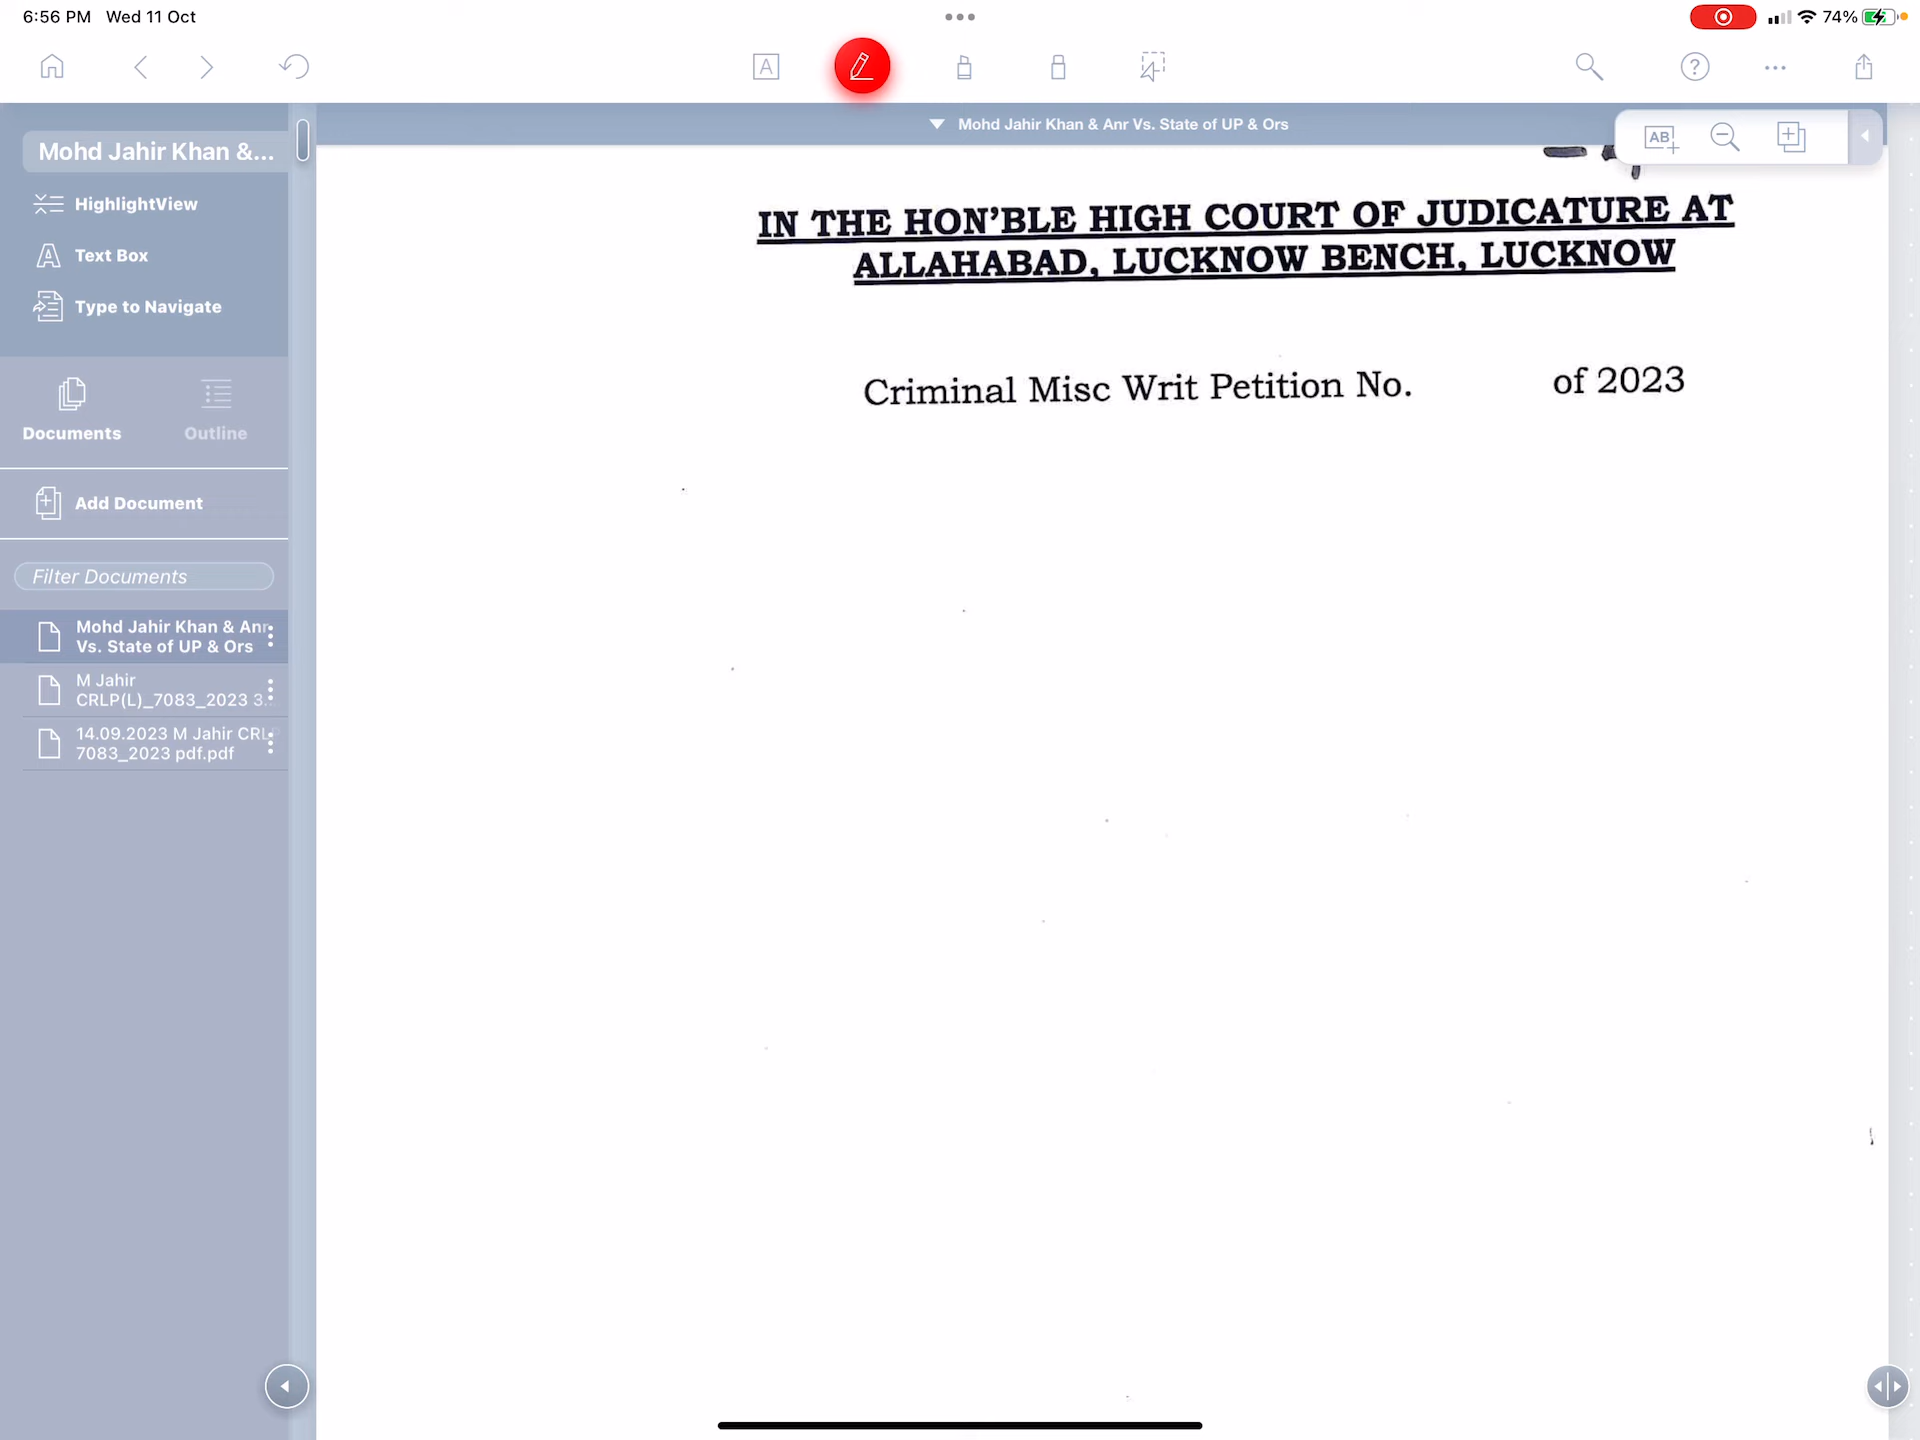 6:56 PM Wed 11 Oct
74%
A
Mohd Jahir Khan & Anr Vs. State of UP & Ors
AB
Mohd Jahir Khan &...
HighlightView
Text Box
Type to Navigate
Documents
Outline
Add Document
Filter Documents
Mohd Jahir Khan & Anr
Vs. State of UP & Ors
M Jahir
CRLP(L)_7083_2023 3...
14.09.2023 M Jahir CRLP
7083_2023 pdf.pdf
IN THE HON'BLE HIGH COURT OF JUDICATURE AT
ALLAHABAD, LUCKNOW BENCH, LUCKNOW
Criminal Misc Writ Petition No. of 2023